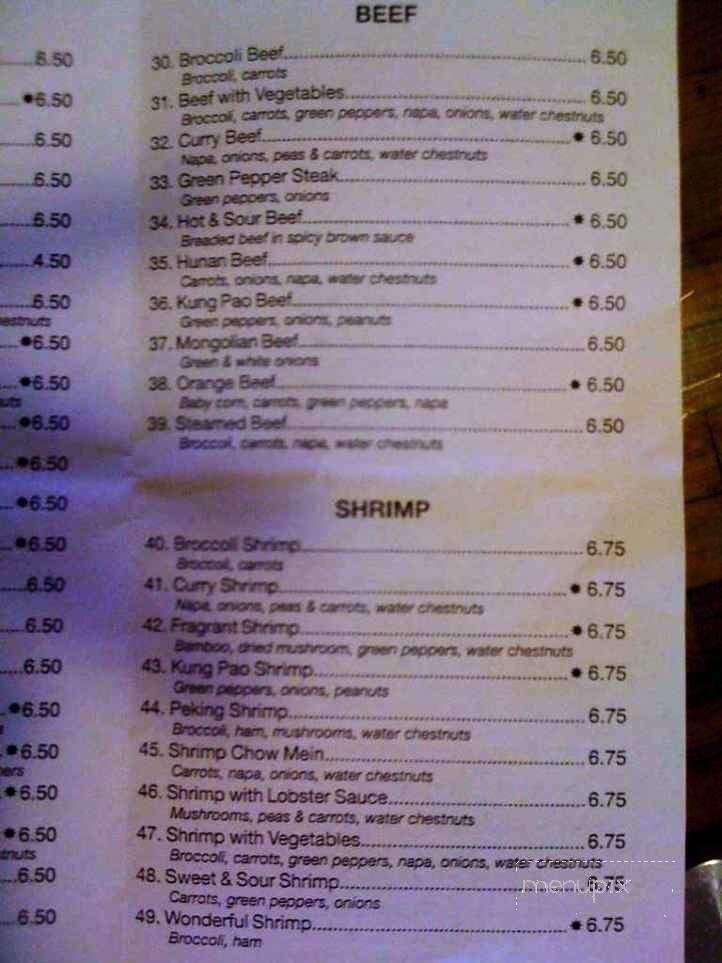 6.50
*6.50
6.50
6.50
6.50
4.50
6.50
*6.50
*6.50
*6.50
*6.50
*6.50
*6.50
6.50
6.50
6.50
*6.50
*6.50
*6.50
*6.50
6.50
6.50
BEEF
30. Broccoli Beef 6.50
Broccoli, carrots
31. Beef with Vegetables 6.50
Broccoli, carrots, green peppers, napa, onions, water chestnuts
32. Curry Beef * 6.50
Napa, onions, peas & carrots, water chestnuts
33. Green Pepper Steak 6.50
Green peppers, onions
34. Hot & Sour Beef * 6.50
Breaded beef in spicy brown sauce
35. Hunan Beef * 6.50
Carrots, onions, napa, water chestnuts
36. Kung Pao Beef * 6.50
Green peppers, onions, peanuts
37. Mongolian Beef 6.50
Green & white onions
38. Orange Beef * 6.50
Baby corn, carrots, green peppers, napa
39. Steamed Beef 6.50
Broccoli, carrots, napa, water chestnuts
SHRIMP
40. Broccoli Shrimp 6.75
Broccoli, carrots
41. Curry Shrimp * 6.75
Napa, onions, peas & carrots, water chestnuts
42. Fragrant Shrimp * 6.75
Bamboo, dried mushroom, green peppers, water chestnuts
43. Kung Pao Shrimp * 6.75
Green peppers, onions, peanuts
44. Peking Shrimp 6.75
Broccoli, ham, mushrooms, water chestnuts
45. Shrimp Chow Mein 6.75
Carrots, napa, onions, water chestnuts
46. Shrimp with Lobster Sauce 6.75
Mushrooms, peas & carrots, water chestnuts
47. Shrimp with Vegetables 6.75
Broccoli, carrots, green peppers, napa, onions, water chestnuts
48. Sweet & Sour Shrimp 6.75
Carrots, green peppers, onions
49. Wonderful Shrimp * 6.75
Broccoli, ham
menupix